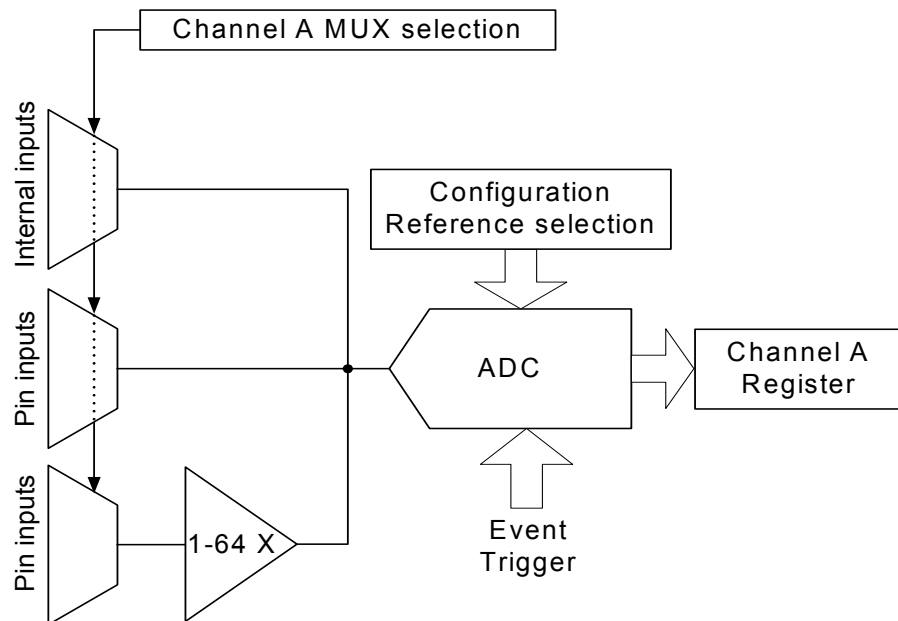 Channel A MUX selection
Internal inputs
Configuration
Reference selection
Pin inputs
ADC
Channel A
Register
Pin inputs
1-64 X
Event
Trigger